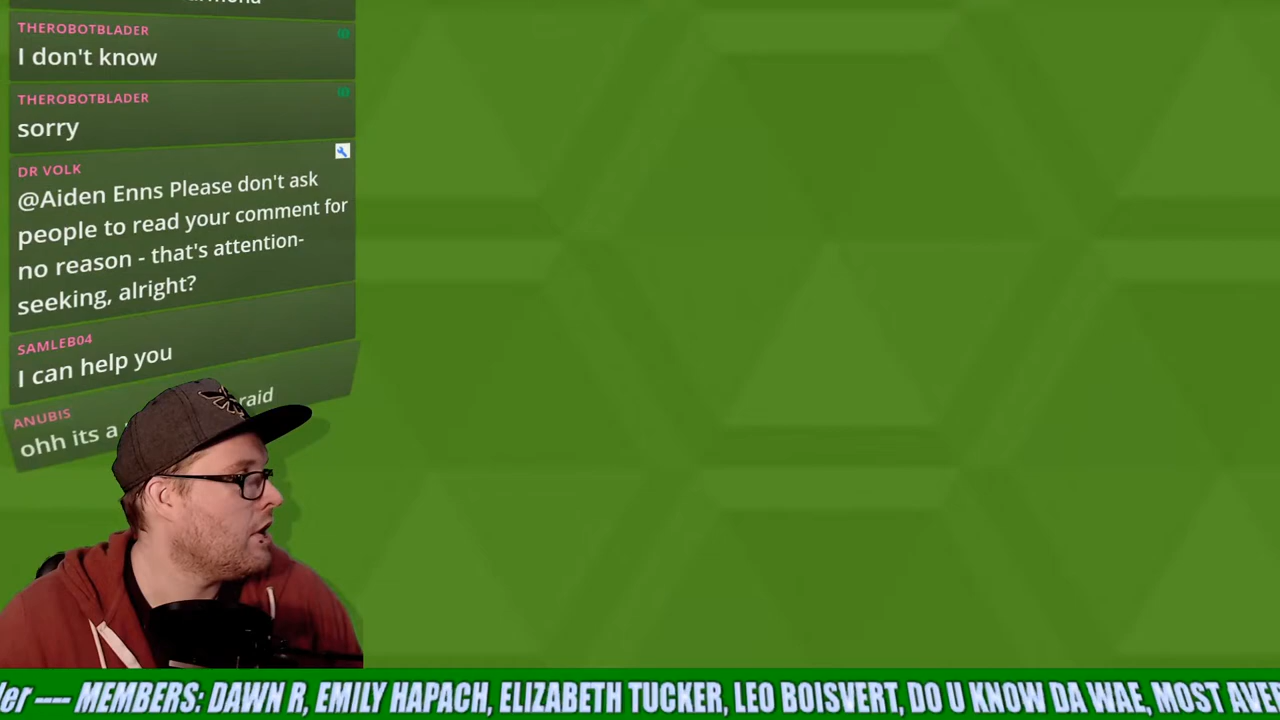 THEROBOTBLADER
I don't know
THEROBOTBLADER
sorry
DR VOLK
@Aiden Enns Please don't ask
people to read your comment for
no reason - that's attention-
seeking, alright?
SAMLEB04
I can help you
ANUBIS
ohh its a raid
---- MEMBERS: DAWN R, EMILY HAPACH, ELIZABETH TUCKER, LEO BOISVERT, DO U KNOW DA WAE, MOST